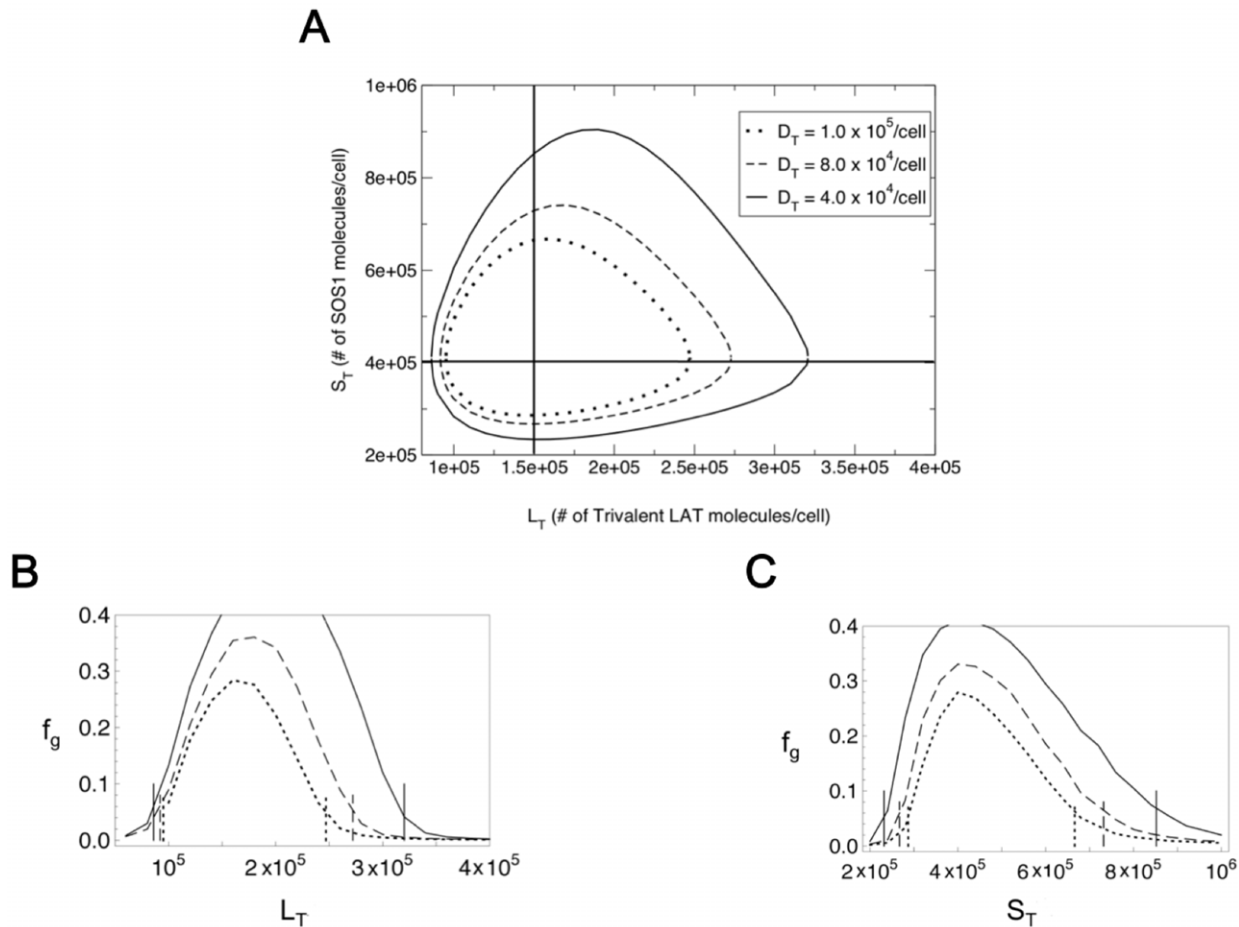 A
1e+06
8e+05
6e+05
4e+05
2e+05
S_T (# of SOS1 molecules/cell)
D_T = 1.0 x 10^5/cell
D_T = 8.0 x 10^4/cell
D_T = 4.0 x 10^4/cell
1e+05 1.5e+05 2e+05 2.5e+05 3e+05 3.5e+05 4e+05
L_T (# of Trivalent LAT molecules/cell)
B
0.4
0.3
0.2
0.1
0.0
f_g
10^5 2x10^5 3x10^5 4x10^5
L_T
C
0.4
0.3
0.2
0.1
0.0
f_g
2x10^5 4x10^5 6x10^5 8x10^5 10^6
S_T